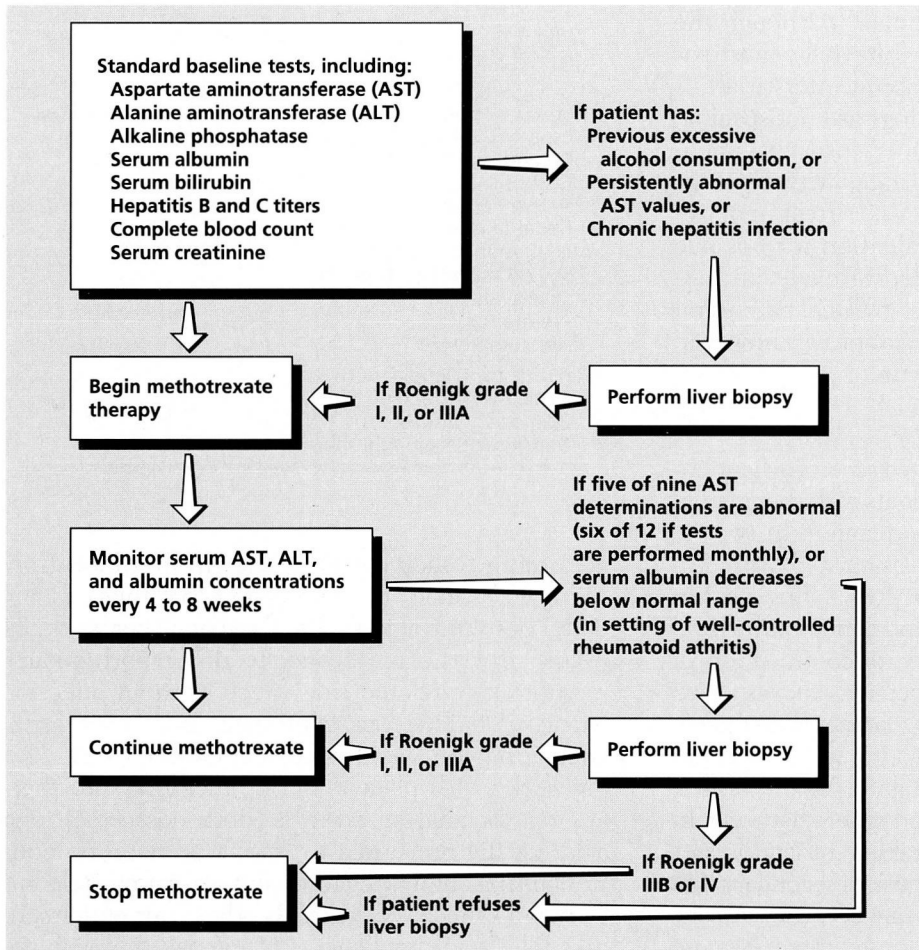 Standard baseline tests, including:
Aspartate aminotransferase (AST)
Alanine aminotransferase (ALT)
Alkaline phosphatase
Serum albumin
Serum bilirubin
Hepatitis B and C titers
Complete blood count
Serum creatinine
If patient has:
Previous excessive
alcohol consumption, or
Persistently abnormal
AST values, or
Chronic hepatitis infection
Begin methotrexate
therapy
If Roenigk grade
I, II, or IIIA
Perform liver biopsy
Monitor serum AST, ALT,
and albumin concentrations
every 4 to 8 weeks
If five of nine AST
determinations are abnormal
(six of 12 if tests
are performed monthly), or
serum albumin decreases
below normal range
(in setting of well-controlled
rheumatoid athritis)
Continue methotrexate
If Roenigk grade
I, II, or IIIA
Perform liver biopsy
If Roenigk grade
IIIB or IV
Stop methotrexate
If patient refuses
liver biopsy